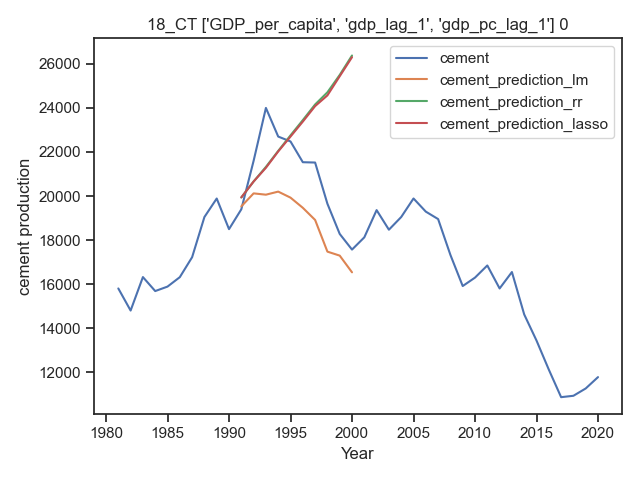 18_CT ['GDP_per_capita', 'gdp_lag_1', 'gdp_pc_lag_1'] 0
cement
cement_prediction_lm
cement_prediction_rr
cement_prediction_lasso
cement production
26000
24000
22000
20000
18000
16000
14000
12000
1980 1985 1990 1995 2000 2005 2010 2015 2020
Year